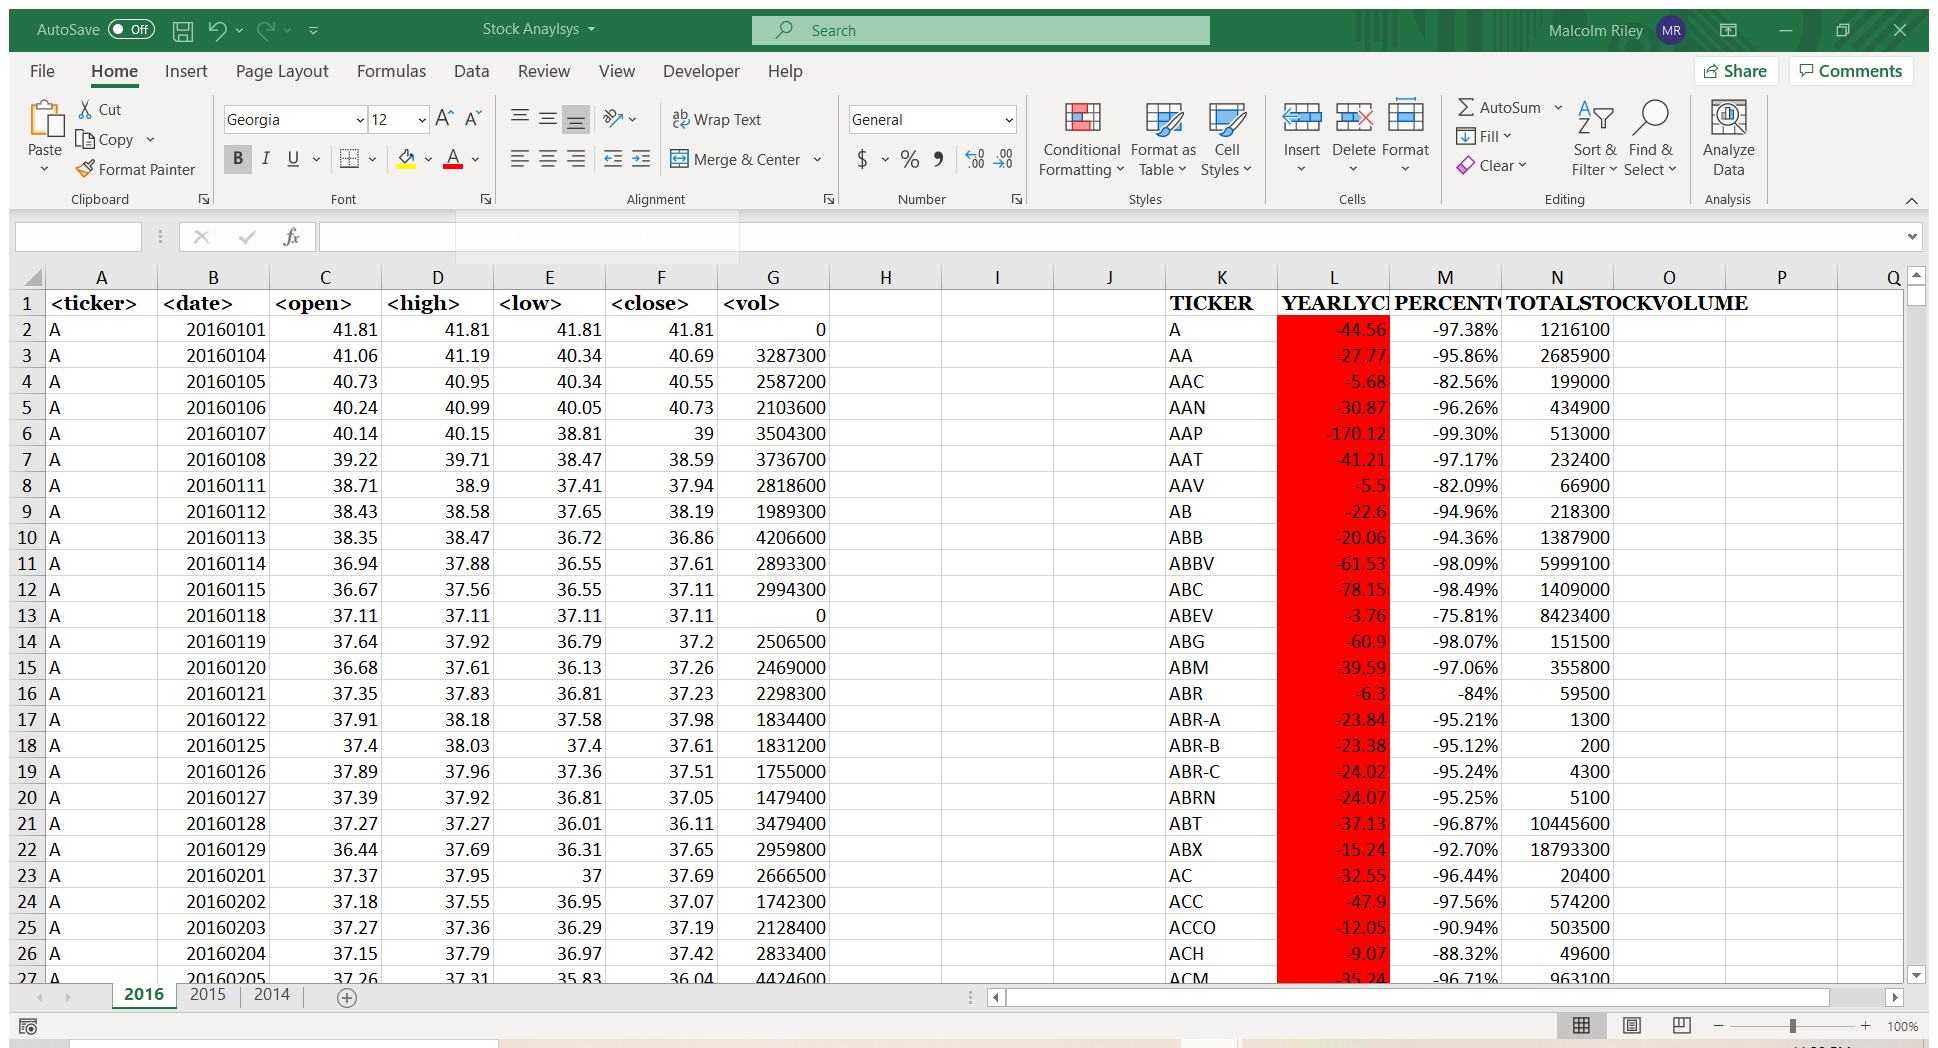 AutoSave Off Stock Anaylsys Search Malcolm Riley MR
File Home Insert Page Layout Formulas Data Review View Developer Help Share Comments
Paste Cut Copy Format Painter Clipboard
Georgia 12 B I U A A A Font
ab Wrap Text Merge & Center Alignment
General $ % Number
Conditional Formatting Format as Table Cell Styles Styles
Insert Delete Format Cells
AutoSum Fill Clear Sort & Filter Find & Select Editing
Analyze Data Analysis
fx
A B C D E F G H I J K L M N O P Q
1 <ticker> <date> <open> <high> <low> <close> <vol> TICKER YEARLYC PERCENT TOTALSTOCKVOLUME
2 A 20160101 41.81 41.81 41.81 41.81 0 A -44.56 -97.38% 1216100
3 A 20160104 41.06 41.19 40.34 40.69 3287300 AA -27.77 -95.86% 2685900
4 A 20160105 40.73 40.95 40.34 40.55 2587200 AAC -5.68 -82.56% 199000
5 A 20160106 40.24 40.99 40.05 40.73 2103600 AAN -30.87 -96.26% 434900
6 A 20160107 40.14 40.15 38.81 39 3504300 AAP -170.12 -99.30% 513000
7 A 20160108 39.22 39.71 38.47 38.59 3736700 AAT -41.21 -97.17% 232400
8 A 20160111 38.71 38.9 37.41 37.94 2818600 AAV -5.5 -82.09% 66900
9 A 20160112 38.43 38.58 37.65 38.19 1989300 AB -22.6 -94.96% 218300
10 A 20160113 38.35 38.47 36.72 36.86 4206600 ABB -20.06 -94.36% 1387900
11 A 20160114 36.94 37.88 36.55 37.61 2893300 ABBV -61.53 -98.09% 5999100
12 A 20160115 36.67 37.56 36.55 37.11 2994300 ABC -78.15 -98.49% 1409000
13 A 20160118 37.11 37.11 37.11 37.11 0 ABEV -3.76 -75.81% 8423400
14 A 20160119 37.64 37.92 36.79 37.2 2506500 ABG -60.9 -98.07% 151500
15 A 20160120 36.68 37.61 36.13 37.26 2469000 ABM -39.59 -97.06% 355800
16 A 20160121 37.35 37.83 36.81 37.23 2298300 ABR -6.3 -84% 59500
17 A 20160122 37.91 38.18 37.58 37.98 1834400 ABR-A -23.84 -95.21% 1300
18 A 20160125 37.4 38.03 37.4 37.61 1831200 ABR-B -23.38 -95.12% 200
19 A 20160126 37.89 37.96 37.36 37.51 1755000 ABR-C -24.02 -95.24% 4300
20 A 20160127 37.39 37.92 36.81 37.05 1479400 ABRN -24.07 -95.25% 5100
21 A 20160128 37.27 37.27 36.01 36.11 3479400 ABT -37.13 -96.87% 10445600
22 A 20160129 36.44 37.69 36.31 37.65 2959800 ABX -15.24 -92.70% 18793300
23 A 20160201 37.37 37.95 37 37.69 2666500 AC -32.55 -96.44% 20400
24 A 20160202 37.18 37.55 36.95 37.07 1742300 ACC -47.9 -97.56% 574200
25 A 20160203 37.27 37.36 36.29 37.19 2128400 ACCO -12.05 -90.94% 503500
26 A 20160204 37.15 37.79 36.97 37.42 2833400 ACH -9.07 -88.32% 49600
27 A 20160205 37.26 37.31 35.83 36.04 4424600 ACM -35.24 -96.71% 963100
2016 2015 2014
100%